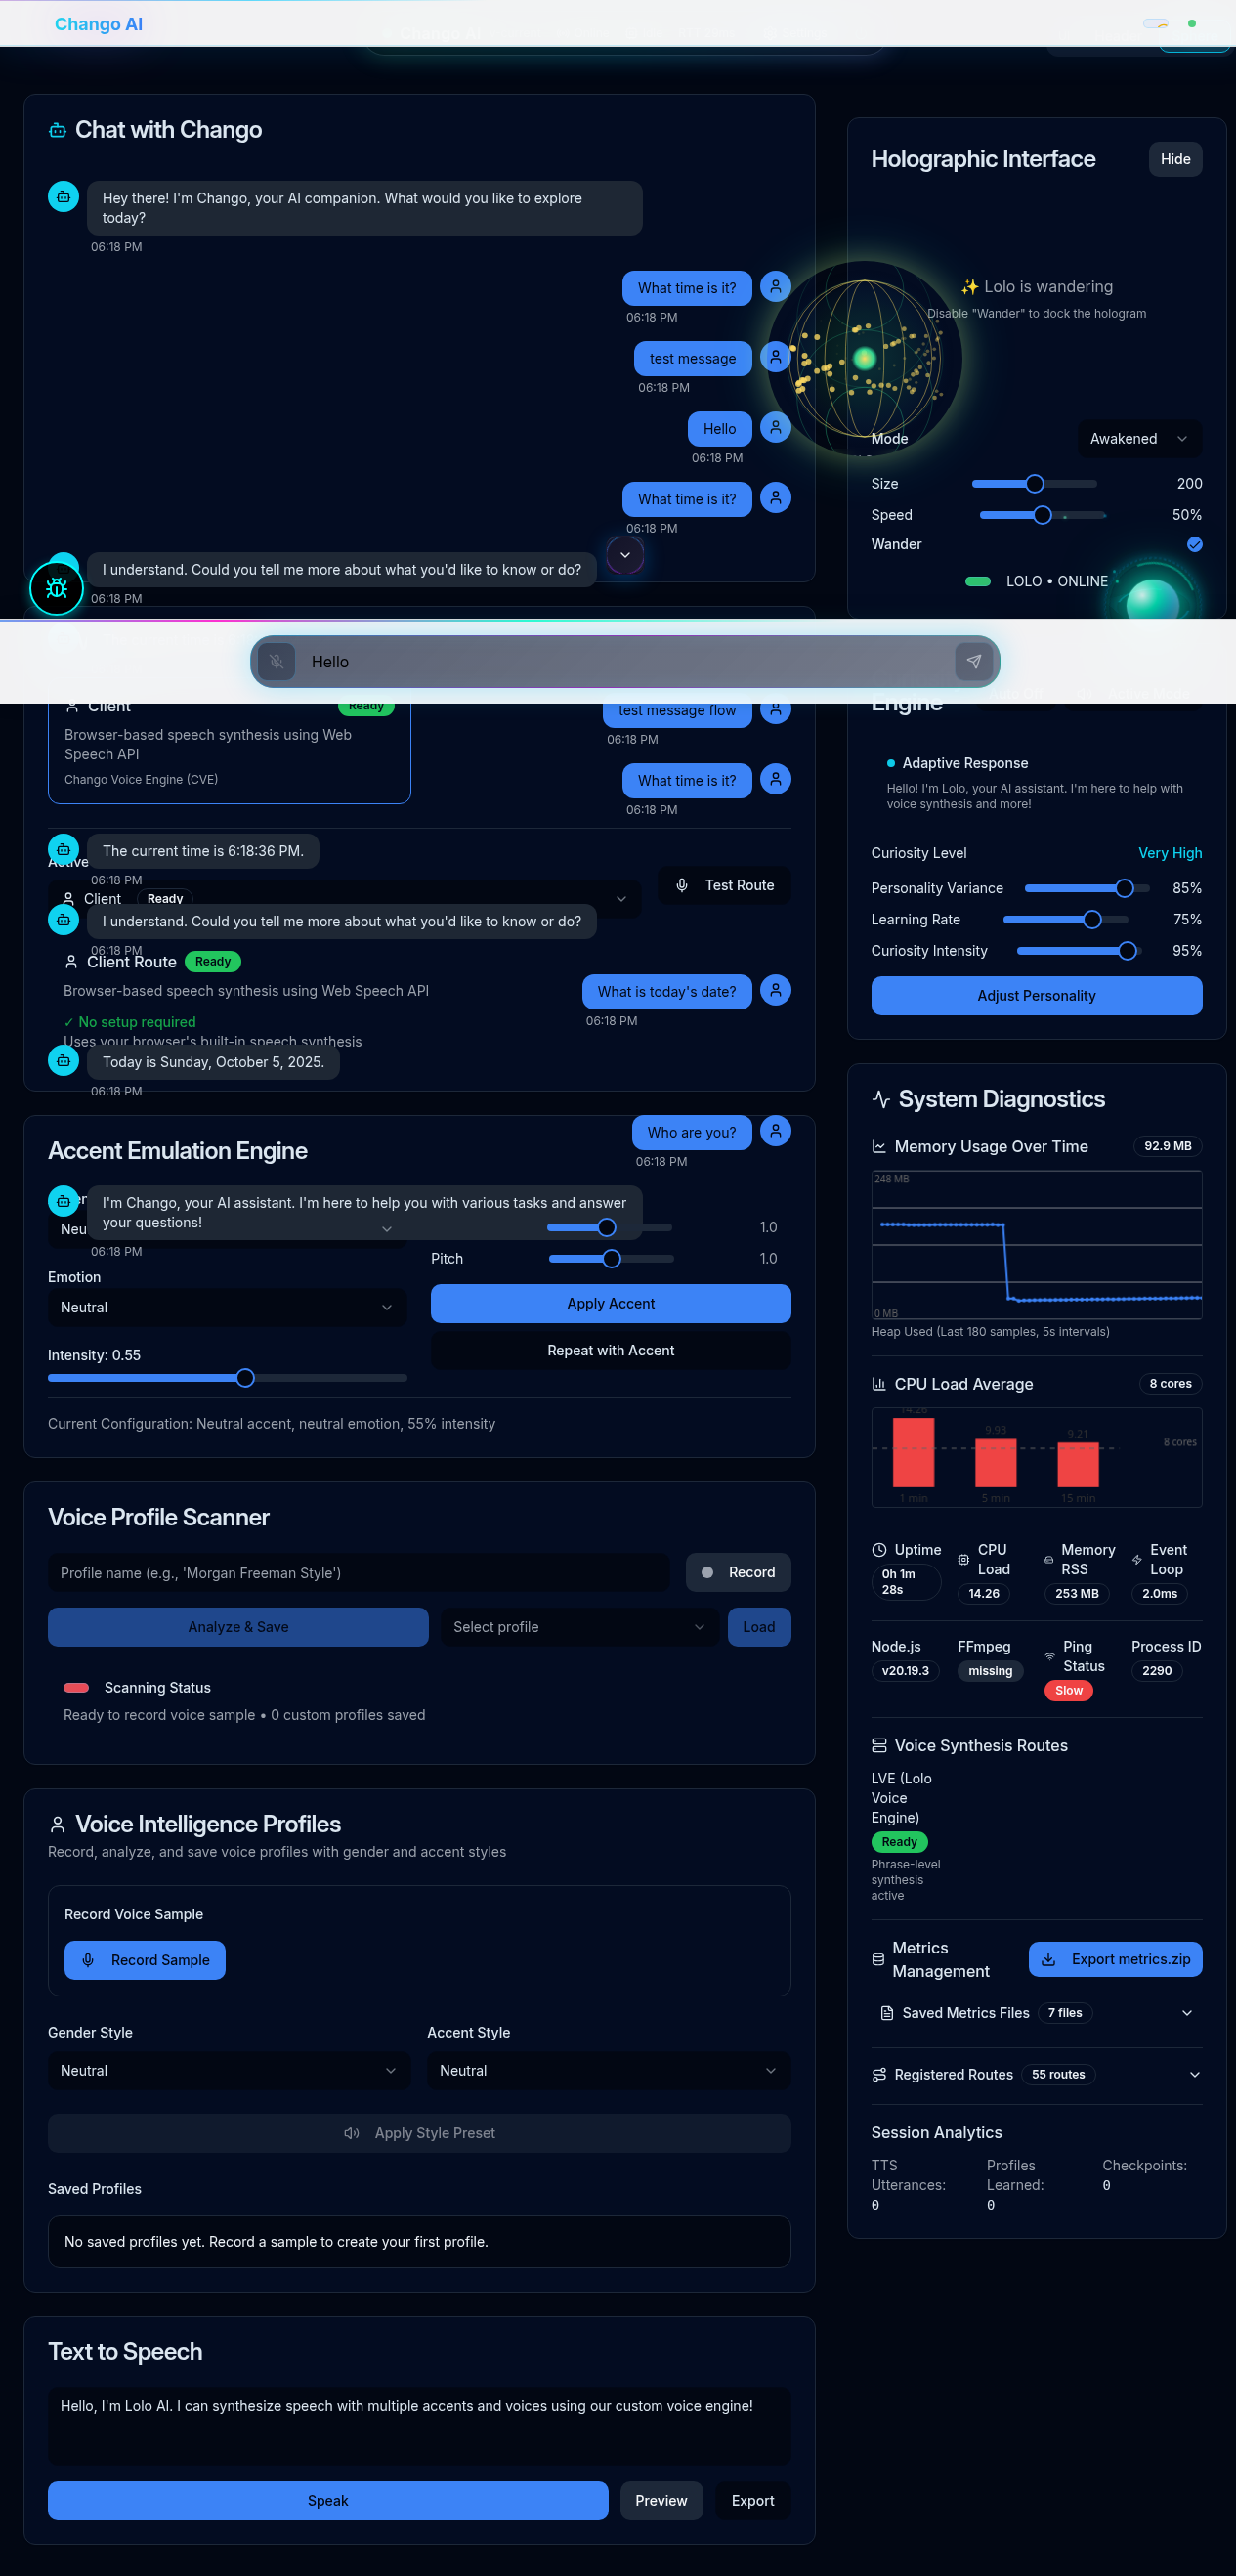 Chango AI
Chat with Chango
Hey there! I'm Chango, your AI companion. What would you like to explore
today?
06:18 PM
What time is it?
06:18 PM
test message
06:18 PM
Hello
06:18 PM
What time is it?
06:18 PM
I understand. Could you tell me more about what you'd like to know or do?
06:18 PM
Holographic Interface
Hide
✨ Lolo is wandering
Disable "Wander" to dock the hologram
Mode
Awakened
Size
200
Speed
50%
Wander
LOLO • ONLINE
Hello
Client
Ready
Browser-based speech synthesis using Web
Speech API
Chango Voice Engine (CVE)
test message flow
06:18 PM
What time is it?
06:18 PM
The current time is 6:18:36 PM.
06:18 PM
Active
Client
Ready
Test Route
I understand. Could you tell me more about what you'd like to know or do?
06:18 PM
Client Route
Ready
Browser-based speech synthesis using Web Speech API
What is today's date?
06:18 PM
✓ No setup required
Uses your browser's built-in speech synthesis
Today is Sunday, October 5, 2025.
06:18 PM
Engine
Adaptive Response
Hello! I'm Lolo, your AI assistant. I'm here to help with
voice synthesis and more!
Curiosity Level
Very High
Personality Variance
85%
Learning Rate
75%
Curiosity Intensity
95%
Adjust Personality
Accent Emulation Engine
Who are you?
06:18 PM
I'm Chango, your AI assistant. I'm here to help you with various tasks and answer
your questions!
06:18 PM
1.0
Pitch
1.0
Emotion
Neutral
Apply Accent
Repeat with Accent
Intensity: 0.55
Current Configuration: Neutral accent, neutral emotion, 55% intensity
System Diagnostics
Memory Usage Over Time
92.9 MB
248 MB
0 MB
Heap Used (Last 180 samples, 5s intervals)
CPU Load Average
8 cores
14.26
9.93
9.21
8 cores
1 min
5 min
15 min
Uptime
0h 1m
28s
CPU
Load
14.26
Memory
RSS
253 MB
Event
Loop
2.0ms
Node.js
v20.19.3
FFmpeg
missing
Ping
Status
Slow
Process ID
2290
Voice Synthesis Routes
LVE (Lolo
Voice
Engine)
Ready
Phrase-level
synthesis
active
Metrics
Management
Export metrics.zip
Saved Metrics Files
7 files
Registered Routes
55 routes
Session Analytics
TTS
Utterances:
0
Profiles
Learned:
0
Checkpoints:
0
Voice Profile Scanner
Profile name (e.g., 'Morgan Freeman Style')
Record
Analyze & Save
Select profile
Load
Scanning Status
Ready to record voice sample • 0 custom profiles saved
Voice Intelligence Profiles
Record, analyze, and save voice profiles with gender and accent styles
Record Voice Sample
Record Sample
Gender Style
Neutral
Accent Style
Neutral
Apply Style Preset
Saved Profiles
No saved profiles yet. Record a sample to create your first profile.
Text to Speech
Hello, I'm Lolo AI. I can synthesize speech with multiple accents and voices using our custom voice engine!
Speak
Preview
Export